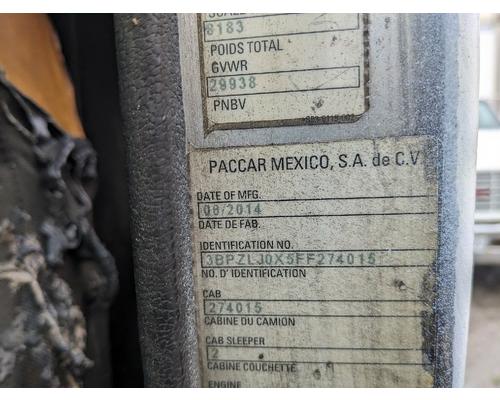 8183
POIDS TOTAL
GVWR
29938
PNBV
PACCAR MEXICO, S.A. de C.V
DATE OF MFG.
08/2014
DATE DE FAB.
IDENTIFICATION NO.
3BPZLJ0X5FF274015
NO. D' IDENTIFICATION
CAB
274015
CABINE DU CAMION
CAB SLEEPER
2
CABINE COUCHETTE
ENGINE